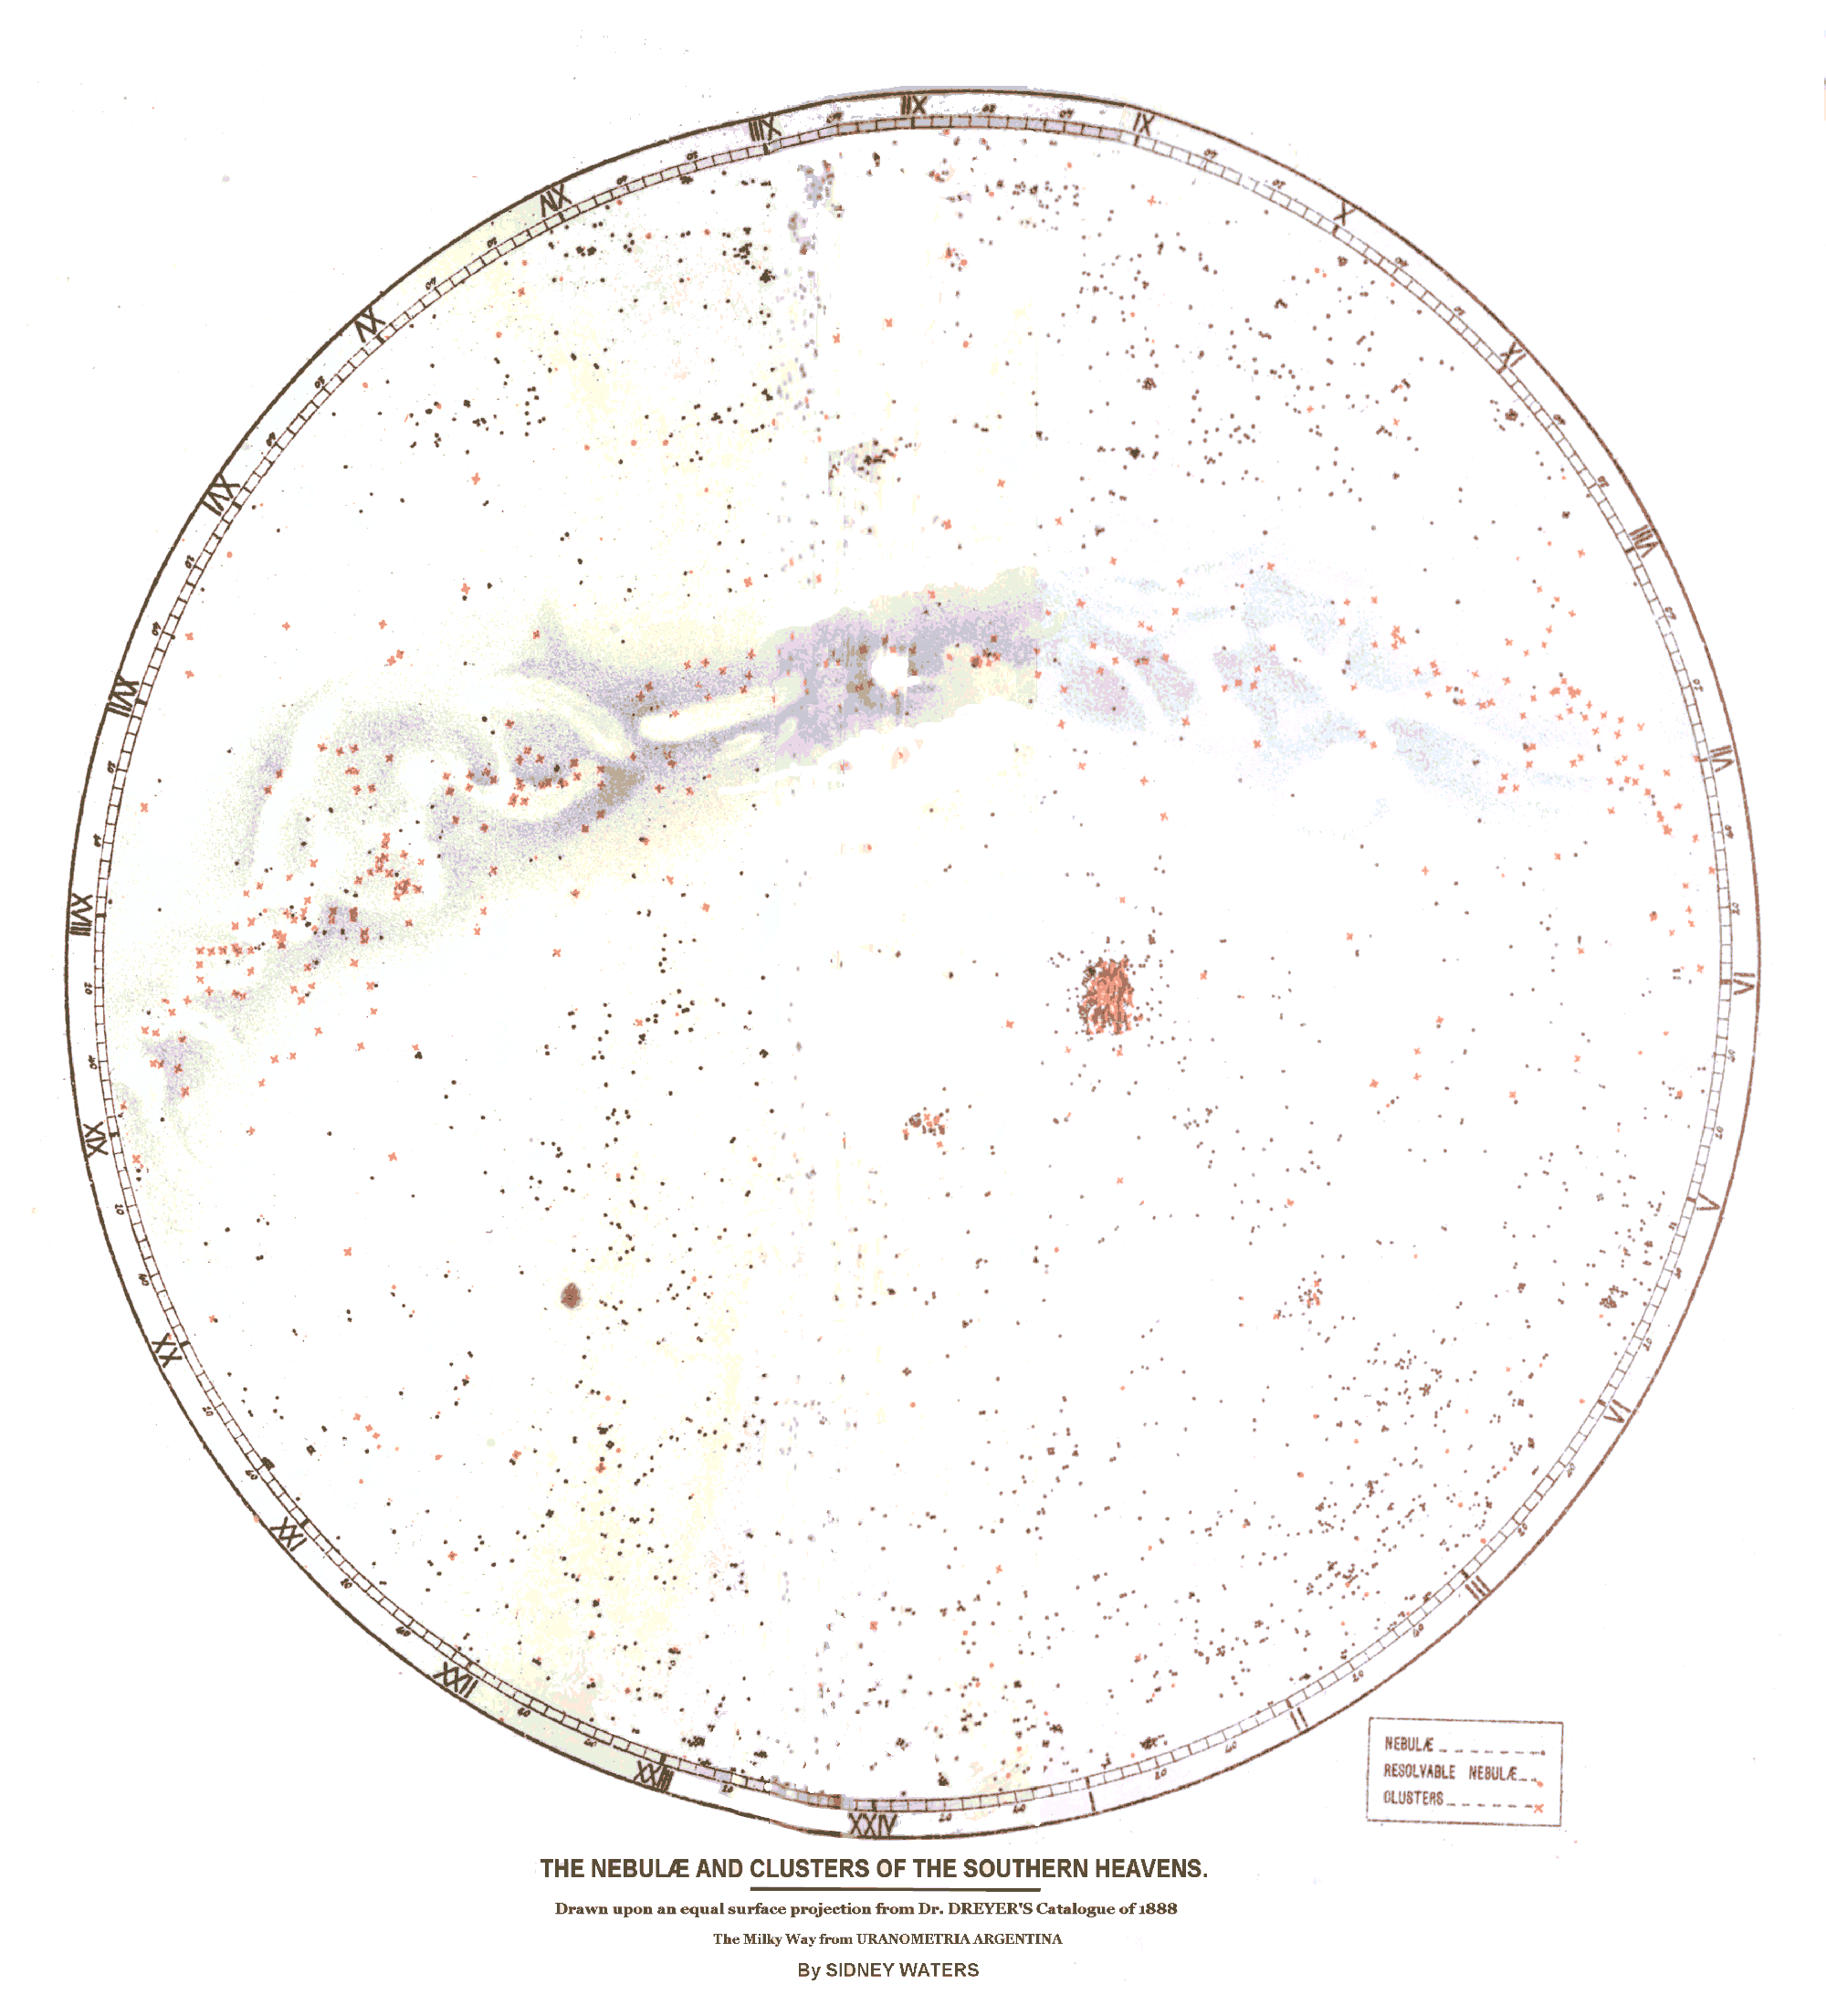 XII
XI
X
IX
VIII
VII
VI
V
IV
III
II
I
XXIV
XXIII
XXII
XXI
XX
XIX
XVIII
XVII
XVI
XV
XIV
XIII
NEBULÆ
RESOLVABLE NEBULÆ
CLUSTERS
THE NEBULÆ AND CLUSTERS OF THE SOUTHERN HEAVENS.
Drawn upon an equal surface projection from Dr. DREYER'S Catalogue of 1888
The Milky Way from URANOMETRIA ARGENTINA
By SIDNEY WATERS